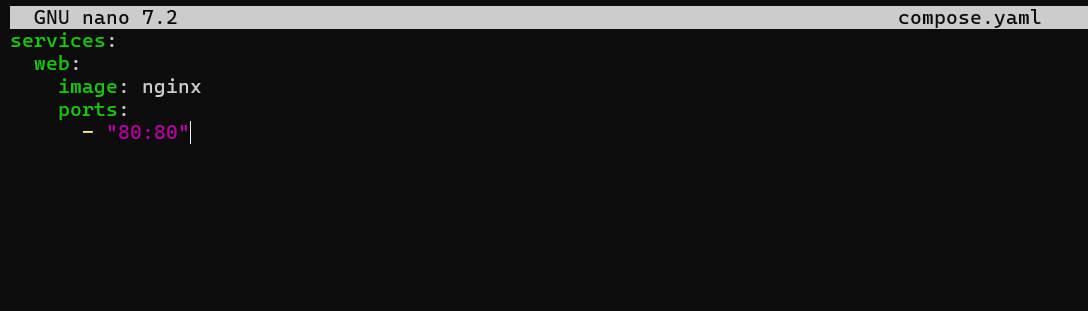 GNU nano 7.2 compose.yaml
services:
  web:
    image: nginx
    ports:
      - "80:80"